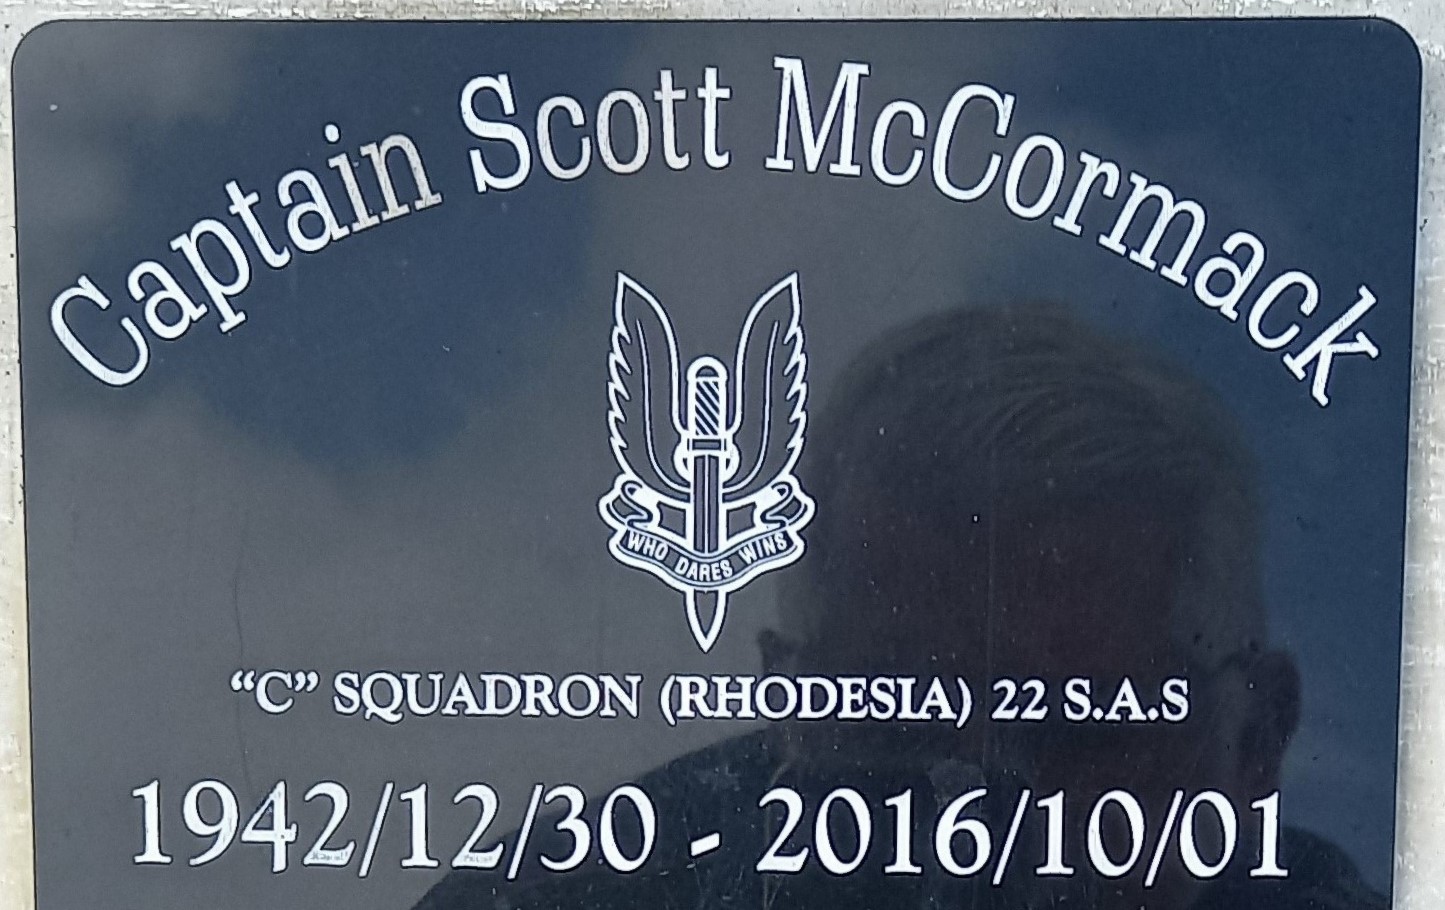 Captain Scott McCormack
WHO DARES WINS
“C” SQUADRON (RHODESIA) 22 S.A.S
1942/12/30 - 2016/10/01